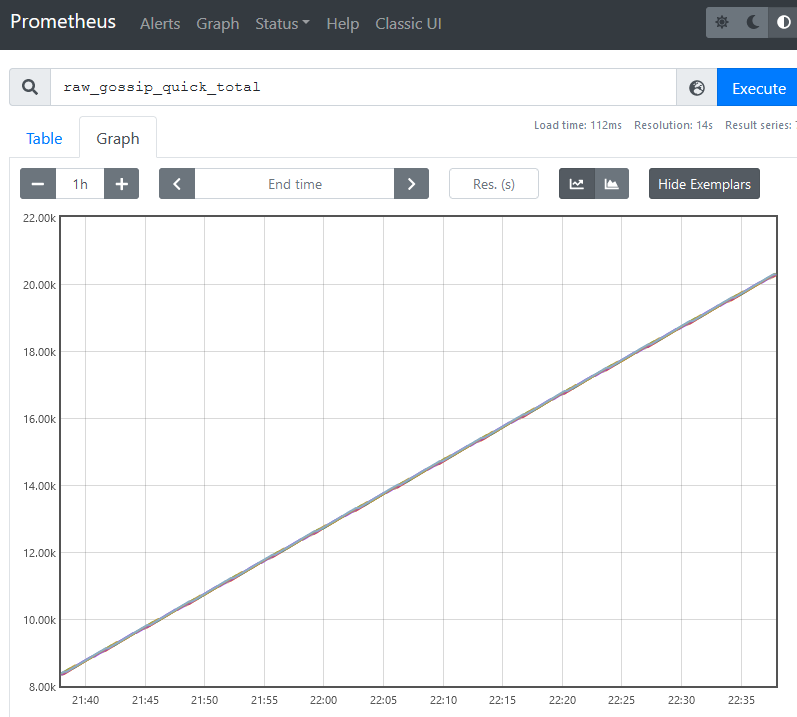 Prometheus Alerts Graph Status Help Classic UI
raw_gossip_quick_total Execute
Load time: 112ms Resolution: 14s Result series:
Table Graph
1h End time Res. (s) Hide Exemplars
22.00k
20.00k
18.00k
16.00k
14.00k
12.00k
10.00k
8.00k
21:40 21:45 21:50 21:55 22:00 22:05 22:10 22:15 22:20 22:25 22:30 22:35